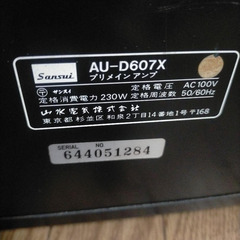 Sansui
AU-D607X
プリメインアンプ
サンスイ
定格電圧 AC100V
定格消費電力 230W 定格周波数 50/60Hz
山水電気株式会社
東京都杉並区和泉2丁目14番地1号 〒168
SERIAL NO
644051284